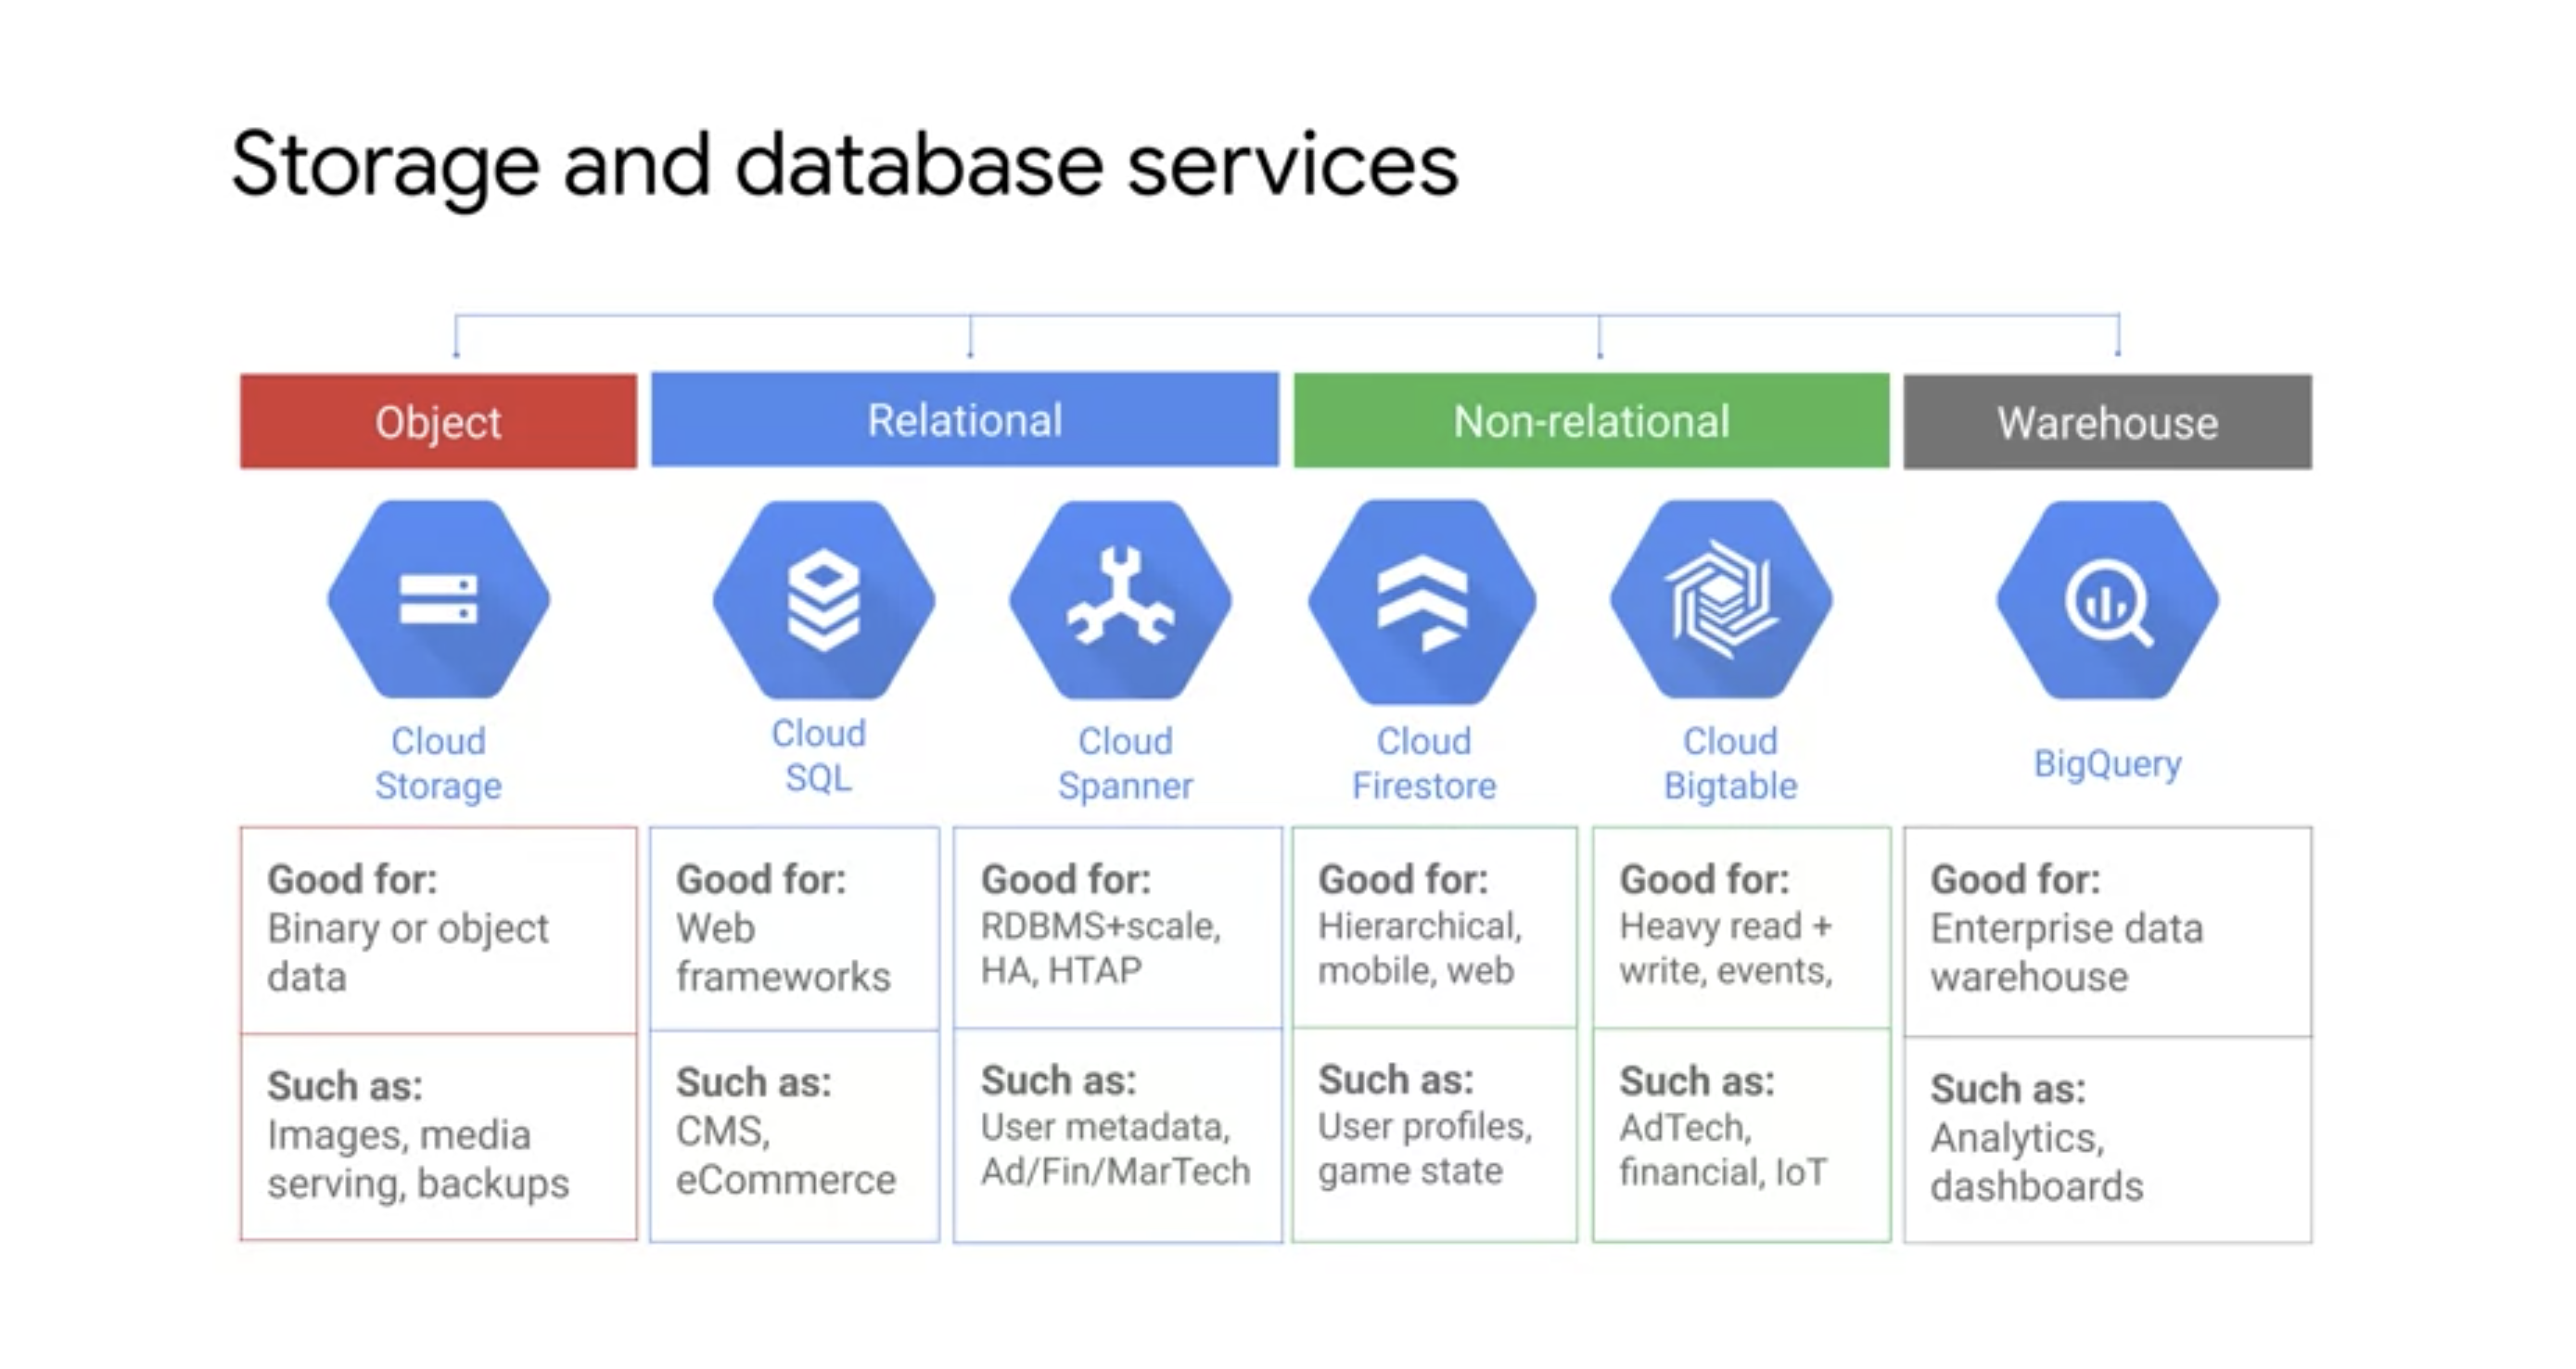 Storage and database services
Object
Relational
Non-relational
Warehouse
Cloud
Storage
Cloud
SQL
Cloud
Spanner
Cloud
Firestore
Cloud
Bigtable
BigQuery
Good for:
Binary or object
data
Such as:
Images, media
serving, backups
Good for:
Web
frameworks
Such as:
CMS,
eCommerce
Good for:
RDBMS+scale,
HA, HTAP
Such as:
User metadata,
Ad/Fin/MarTech
Good for:
Hierarchical,
mobile, web
Such as:
User profiles,
game state
Good for:
Heavy read +
write, events,
Such as:
AdTech,
financial, IoT
Good for:
Enterprise data
warehouse
Such as:
Analytics,
dashboards